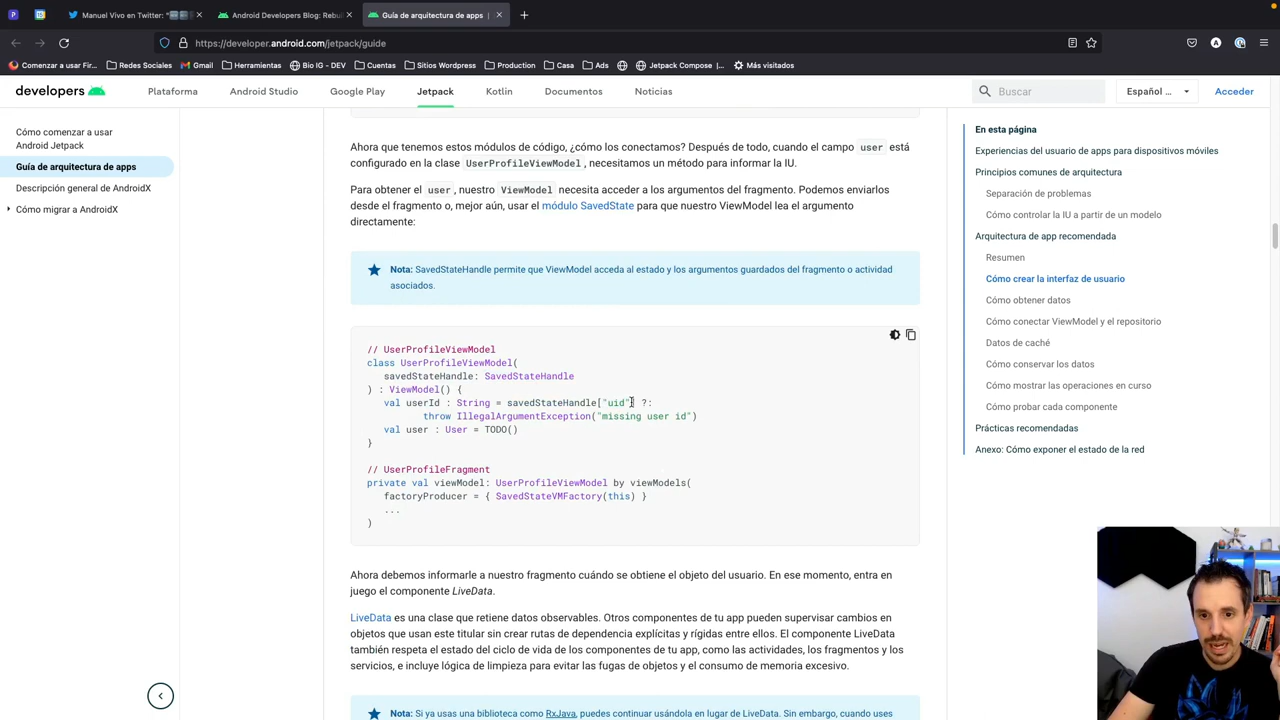 Manuel Vivo en Twitter: "
Android Developers Blog: Rebu
Guía de arquitectura de apps
https://developer.android.com/jetpack/guide
Comenzar a usar Fir...
Redes Sociales
Gmail
Herramientas
Bio IG - DEV
Cuentas
Sitios Wordpress
Production
Casa
Ads
Jetpack Compose |...
Más visitados
developers
Plataforma
Android Studio
Google Play
Jetpack
Kotlin
Documentos
Noticias
Buscar
Español ...
Acceder
Cómo comenzar a usar
Android Jetpack
Guía de arquitectura de apps
Descripción general de AndroidX
Cómo migrar a AndroidX
Ahora que tenemos estos módulos de código, ¿cómo los conectamos? Después de todo, cuando el campo user está
configurado en la clase UserProfileViewModel, necesitamos un método para informar la IU.
Para obtener el user, nuestro ViewModel necesita acceder a los argumentos del fragmento. Podemos enviarlos
desde el fragmento o, mejor aún, usar el módulo SavedState para que nuestro ViewModel lea el argumento
directamente:
Nota: SavedStateHandle permite que ViewModel acceda al estado y los argumentos guardados del fragmento o actividad
asociados.
// UserProfileViewModel
class UserProfileViewModel(
savedStateHandle: SavedStateHandle
) : ViewModel() {
val userId : String = savedStateHandle["uid"] ?:
throw IllegalArgumentException("missing user id")
val user : User = TODO()
}
// UserProfileFragment
private val viewModel: UserProfileViewModel by viewModels(
factoryProducer = { SavedStateVMFactory(this) }
...
)
Ahora debemos informarle a nuestro fragmento cuándo se obtiene el objeto del usuario. En ese momento, entra en
juego el componente LiveData.
LiveData es una clase que retiene datos observables. Otros componentes de tu app pueden supervisar cambios en
objetos que usan este titular sin crear rutas de dependencia explícitas y rígidas entre ellos. El componente LiveData
también respeta el estado del ciclo de vida de los componentes de tu app, como las actividades, los fragmentos y los
servicios, e incluye lógica de limpieza para evitar las fugas de objetos y el consumo de memoria excesivo.
Nota: Si ya usas una biblioteca como RxJava, puedes continuar usándola en lugar de LiveData. Sin embargo, cuando uses
En esta página
Experiencias del usuario de apps para dispositivos móviles
Principios comunes de arquitectura
Separación de problemas
Cómo controlar la IU a partir de un modelo
Arquitectura de app recomendada
Resumen
Cómo crear la interfaz de usuario
Cómo obtener datos
Cómo conectar ViewModel y el repositorio
Datos de caché
Cómo conservar los datos
Cómo mostrar las operaciones en curso
Cómo probar cada componente
Prácticas recomendadas
Anexo: Cómo exponer el estado de la red